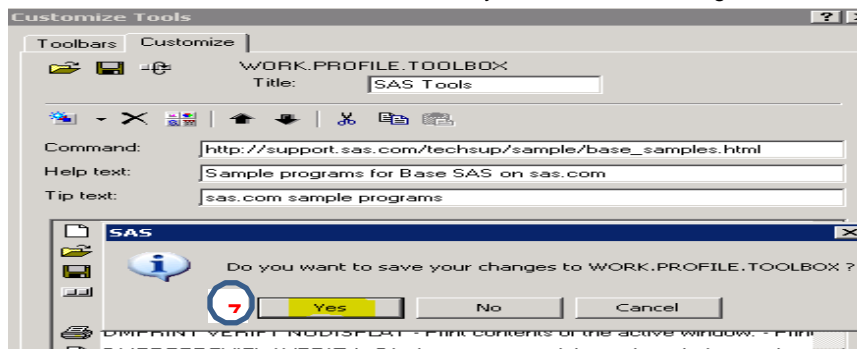 Customize Tools
Toolbars Customize
WORK.PROFILE.TOOLBOX
Title: SAS Tools
Command: http://support.sas.com/techsup/sample/base_samples.html
Help text: Sample programs for Base SAS on sas.com
Tip text: sas.com sample programs
SAS
Do you want to save your changes to WORK.PROFILE.TOOLBOX ?
7 Yes No Cancel
contents of the active window. - Print